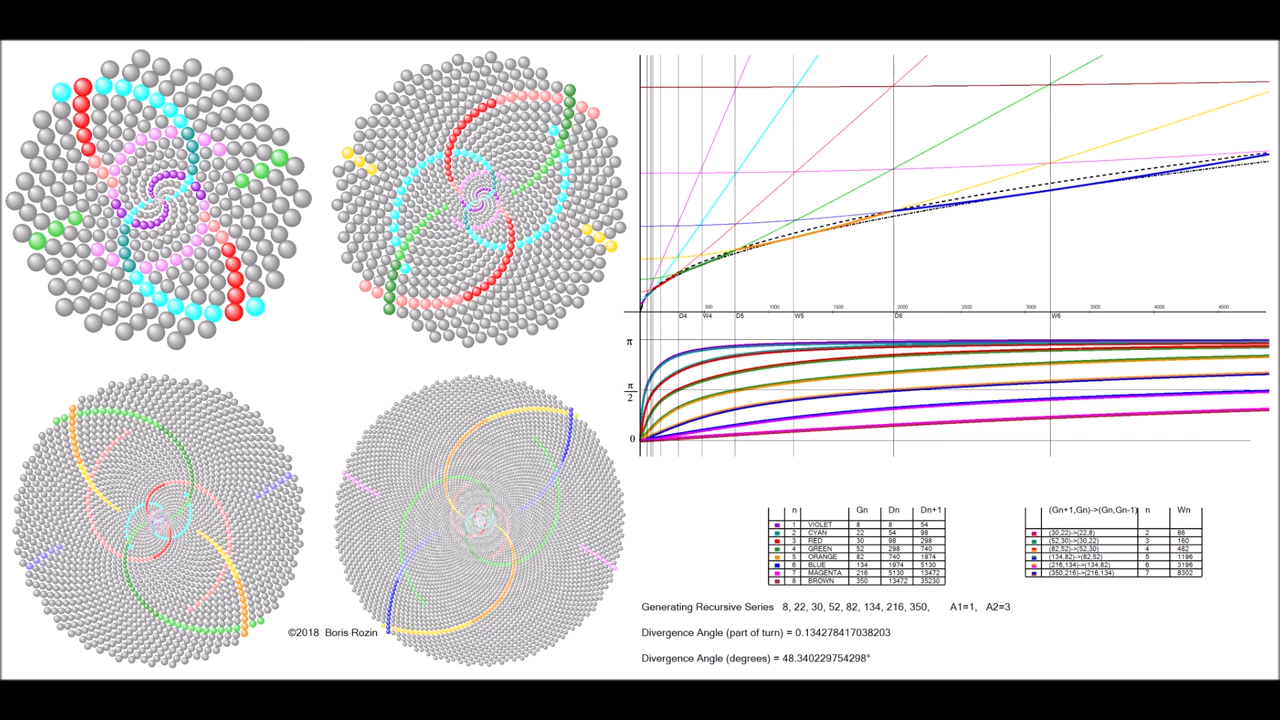 500 1000 1500 2000 2500 3000 3500 4000 4500
D4 W4 D5 W5 D6 W6
π
π
2
0
n Gn Dn Dn+1
1 VIOLET 8 8 54
2 CYAN 22 54 98
3 RED 30 98 298
4 GREEN 52 298 740
5 ORANGE 82 740 1974
6 BLUE 134 1974 5130
7 MAGENTA 216 5130 13472
8 BROWN 350 13472 35230
(Gn+1,Gn)->(Gn,Gn-1) n Wn
(30,22)->(22,8) 2 86
(52,30)->(30,22) 3 160
(82,52)->(52,30) 4 482
(134,82)->(82,52) 5 1196
(216,134)->(134,82) 6 3196
(350,216)->(216,134) 7 8302
Generating Recursive Series 8, 22, 30, 52, 82, 134, 216, 350, A1=1, A2=3
©2018 Boris Rozin
Divergence Angle (part of turn) = 0.134278417038203
Divergence Angle (degrees) = 48.340229754298°